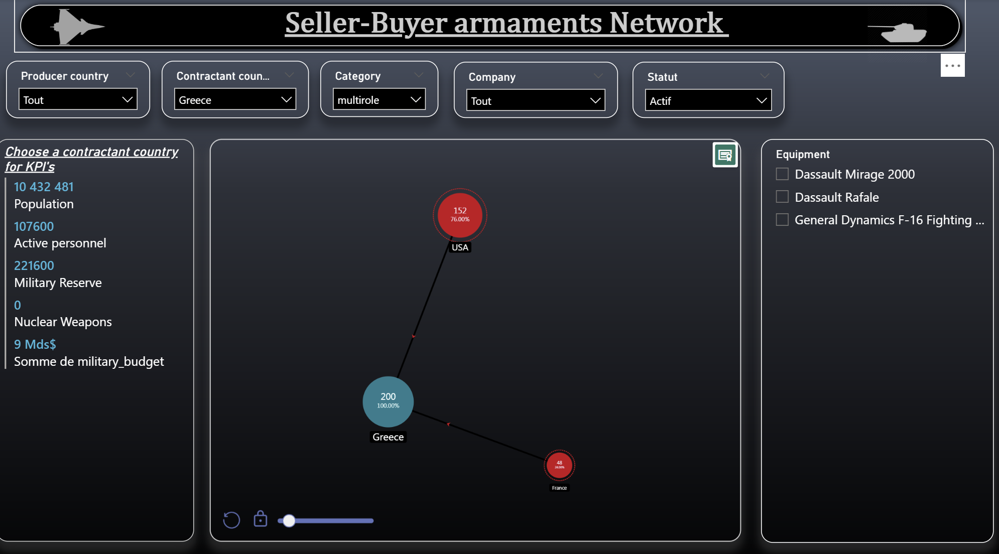 Seller-Buyer armaments Network
Producer country
Tout
Contractant coun...
Greece
Category
multirole
Company
Tout
Statut
Actif
Choose a contractant country
for KPI's
10 432 481
Population
107600
Active personnel
221600
Military Reserve
0
Nuclear Weapons
9 Mds$
Somme de military_budget
152
76.00%
USA
200
100.00%
Greece
48
24.00%
France
Equipment
Dassault Mirage 2000
Dassault Rafale
General Dynamics F-16 Fighting ...